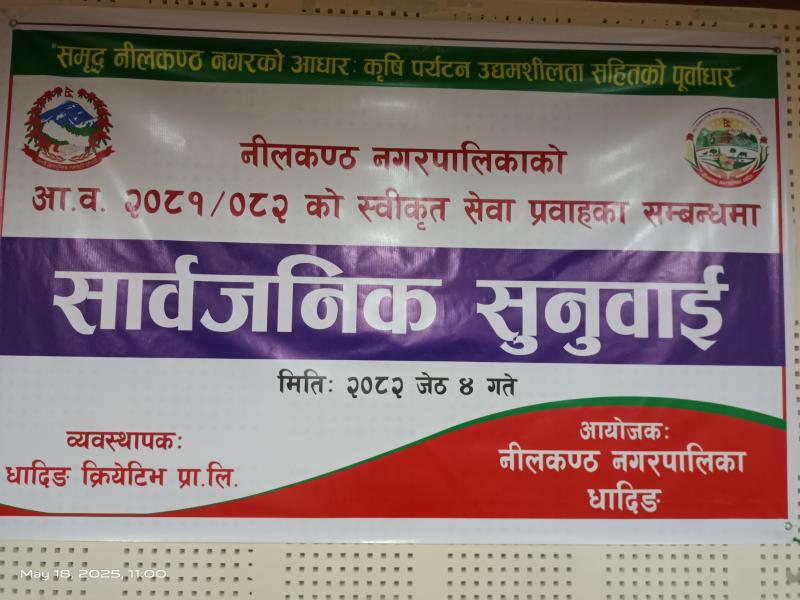 समृद्ध नीलकण्ठ नगरको आधारः कृषि पर्यटन उद्यमशीलता सहितको पूर्वाधार
नीलकण्ठ नगरपालिकाको
आ.व. २०८१/०८२ को स्वीकृत सेवा प्रवाहका सम्बन्धमा
सार्वजनिक सुनुवाई
मितिः २०८२ जेठ ४ गते
व्यवस्थापकः
धादिङ क्रियेटिभ प्रा.लि.
आयोजकः
नीलकण्ठ नगरपालिका
धादिङ
May 18, 2025, 11:00